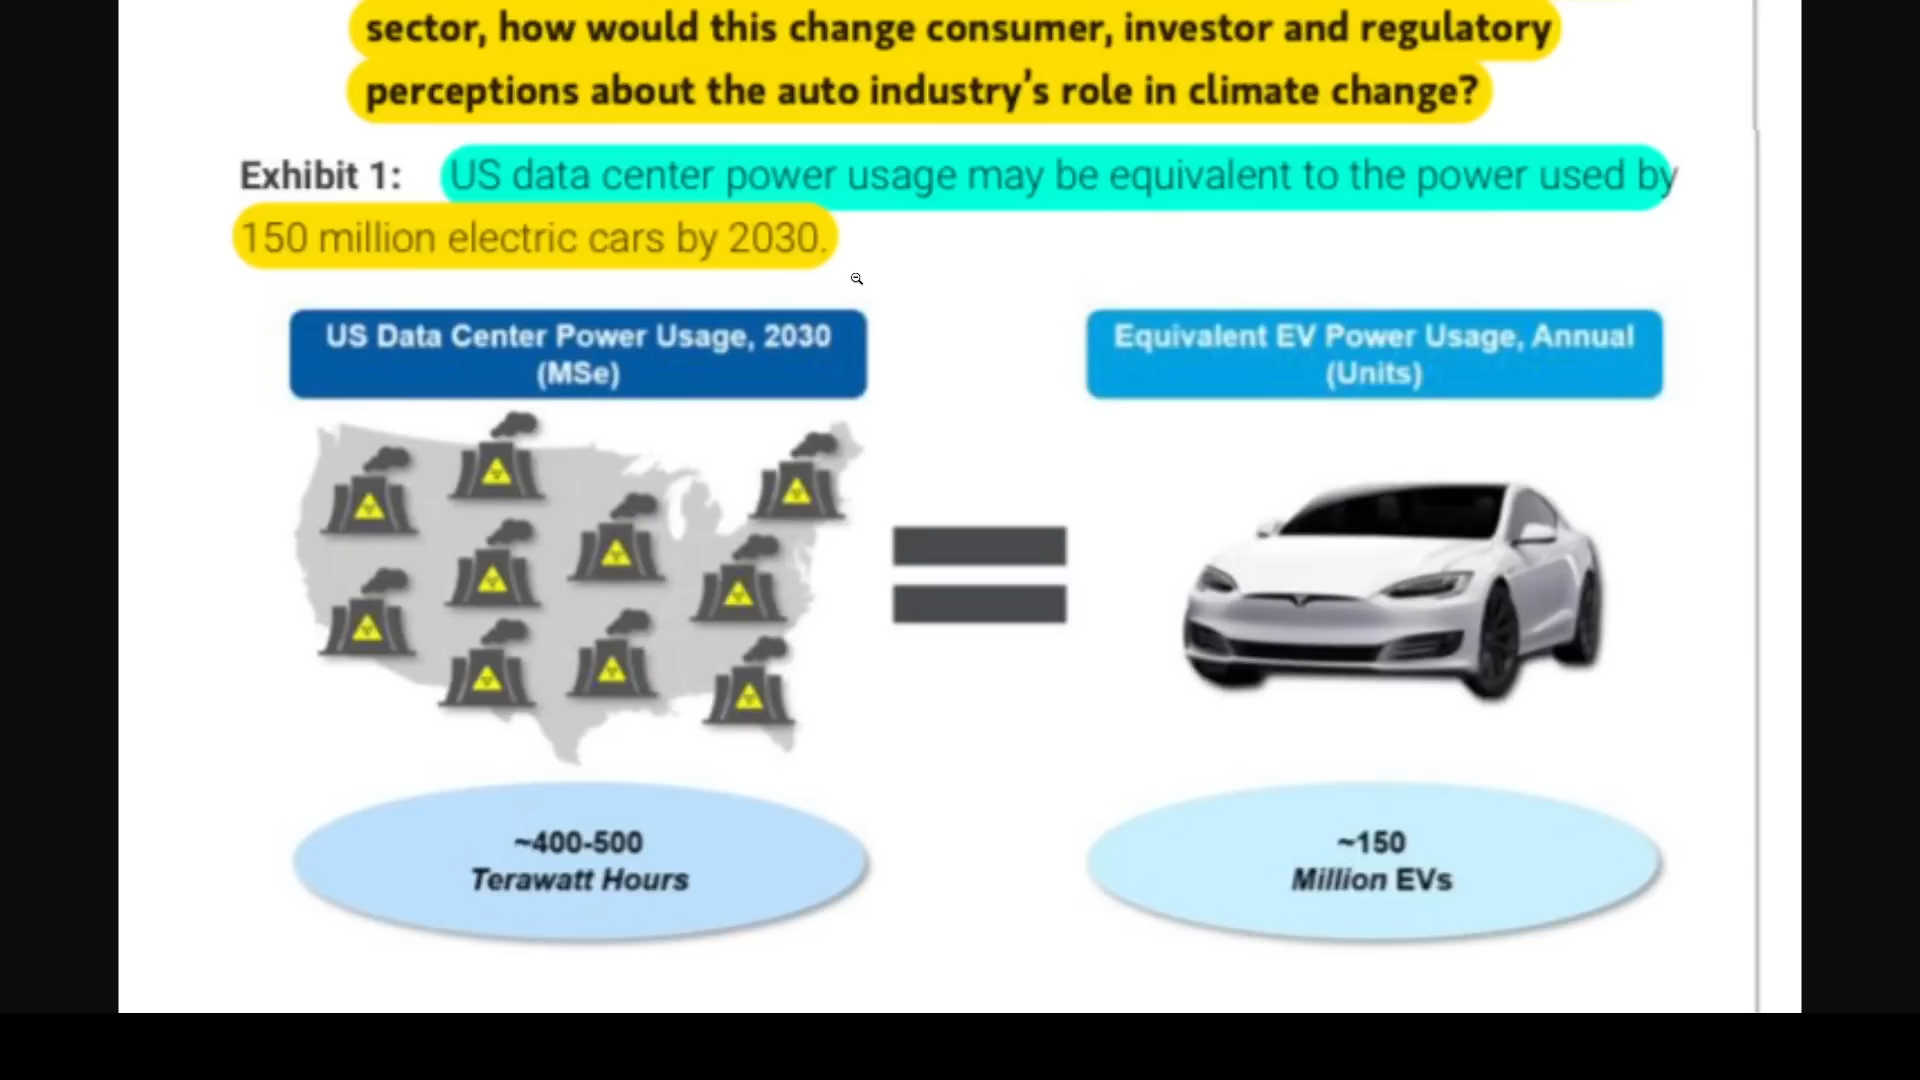 sector, how would this change consumer, investor and regulatory
perceptions about the auto industry's role in climate change?
Exhibit 1: US data center power usage may be equivalent to the power used by
150 million electric cars by 2030.
US Data Center Power Usage, 2030
(MSe)
Equivalent EV Power Usage, Annual
(Units)
~400-500
Terawatt Hours
~150
Million EVs